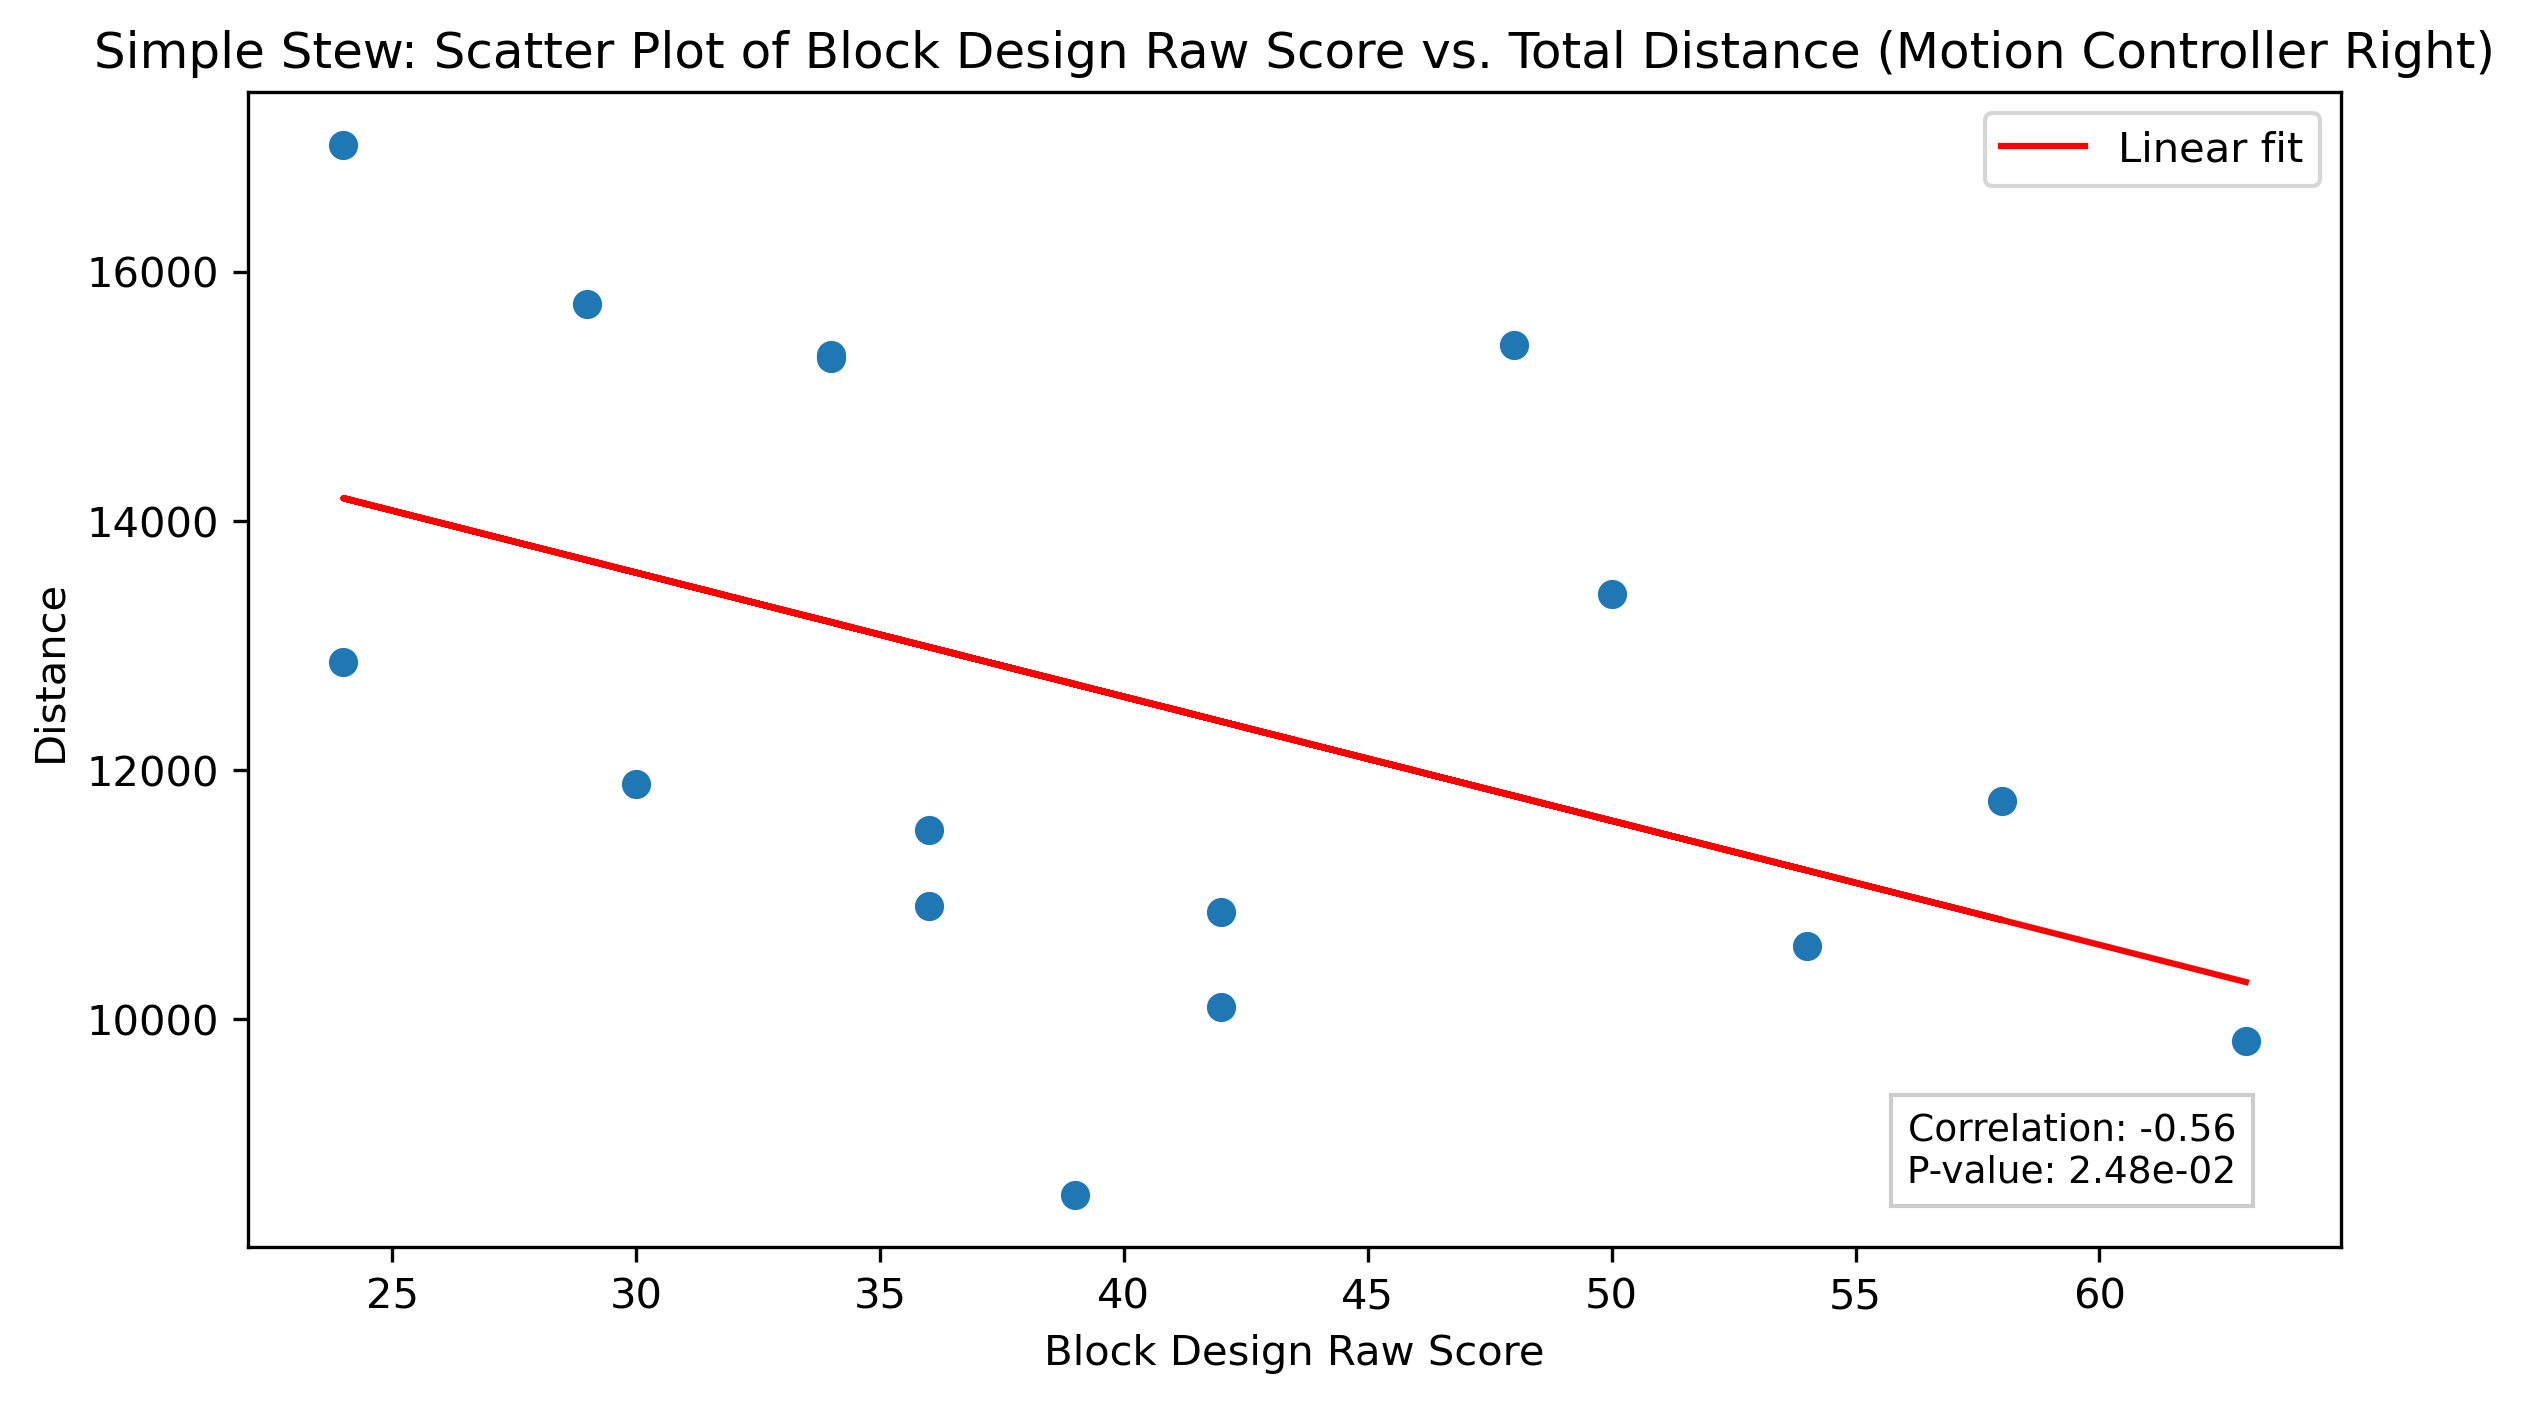 Simple Stew: Scatter Plot of Block Design Raw Score vs. Total Distance (Motion Controller Right)
Linear fit
16000
14000
12000
10000
Distance
Correlation: -0.56
P-value: 2.48e-02
25 30 35 40 45 50 55 60
Block Design Raw Score